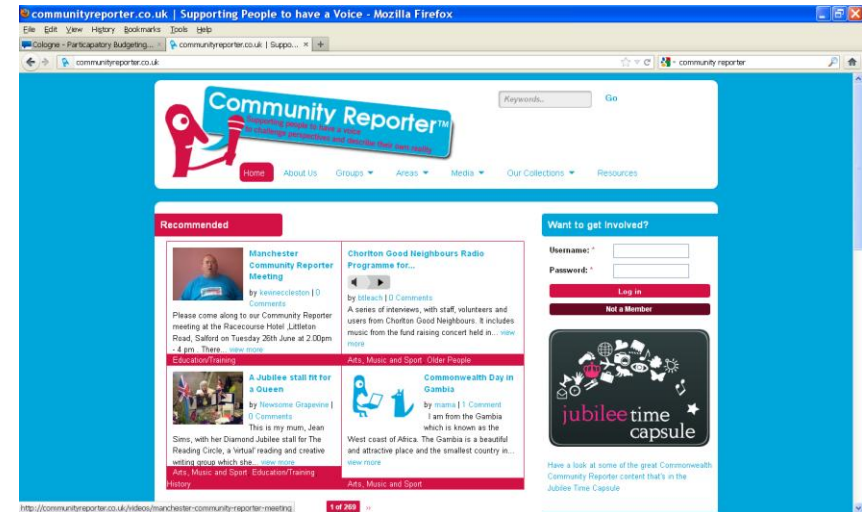 communityreporter.co.uk | Supporting People to have a Voice - Mozilla Firefox
File Edit View History Bookmarks Tools Help
Cologne - Particapatory Budgeting... communityreporter.co.uk | Suppo...
communityreporter.co.uk community reporter
Community Reporter™
Supporting people to have a voice
to challenge perspectives and describe their own reality
Keywords.. Go
Home About Us Groups Areas Media Our Collections Resources
Recommended
Manchester
Community Reporter
Meeting
by kevineccleston | 0
Comments
Please come along to our Community Reporter
meeting at the Racecourse Hotel ,Littleton
Road, Salford on Tuesday 26th June at 2.00pm
- 4 pm . There... view more
Education/Training
Chorlton Good Neighbours Radio
Programme for...
by btleach | 0 Comments
A series of interviews, with staff, volunteers and
users from Chorlton Good Neighbours. It includes
music from the fund raising concert held in... view
more
Arts, Music and Sport Older People
A Jubilee stall fit for
a Queen
by Newsome Grapevine |
0 Comments
This is my mum, Jean
Sims, with her Diamond Jubilee stall for The
Reading Circle, a 'virtual' reading and creative
writing group which she... view more
Arts, Music and Sport Education/Training
History
Commonwealth Day in
Gambia
by mama | 1 Comment
I am from the Gambia
which is known as the
West coast of Africa. The Gambia is a beautiful
and attractive place and the smallest country in...
Arts, Music and Sport
Want to get Involved?
Username: *
Password: *
Log in
Not a Member
jubilee time
capsule
Have a look at some of the great Commonwealth
Community Reporter content that's in the
Jubilee Time Capsule
http://communityreporter.co.uk/videos/manchester-community-reporter-meeting
1 of 269 ››